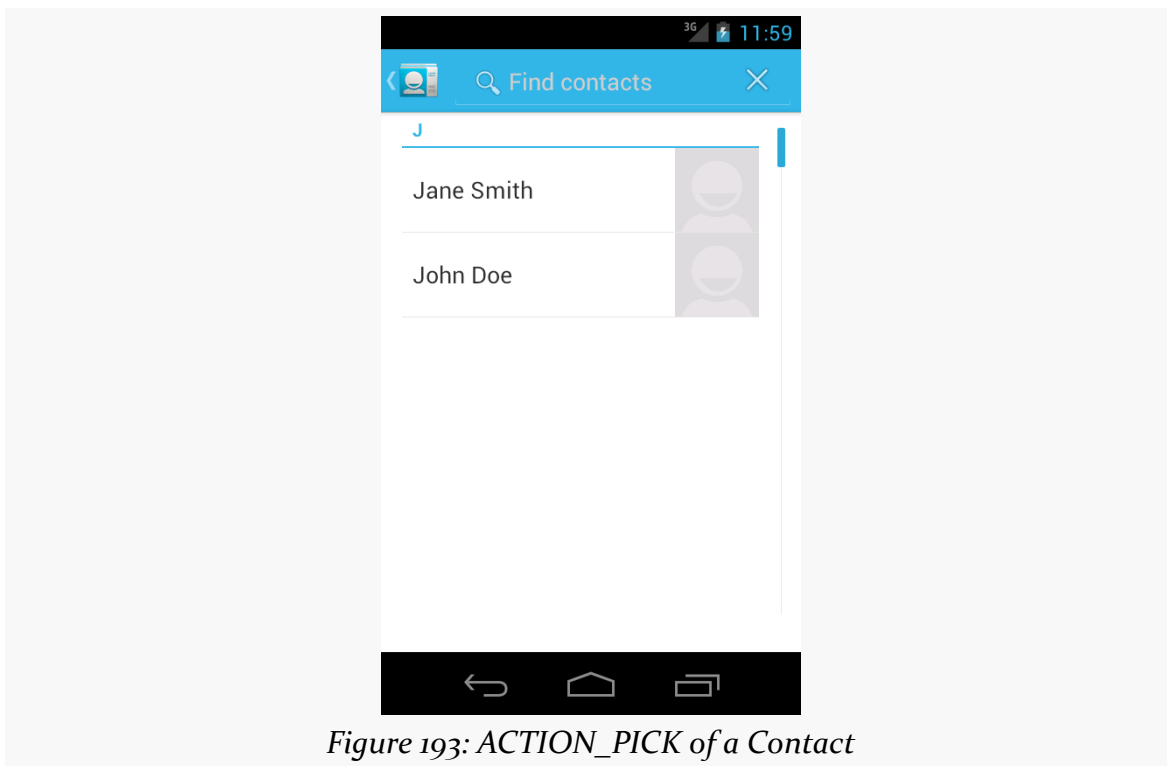 3G 11:59
Find contacts
J
Jane Smith
John Doe
Figure 193: ACTION_PICK of a Contact